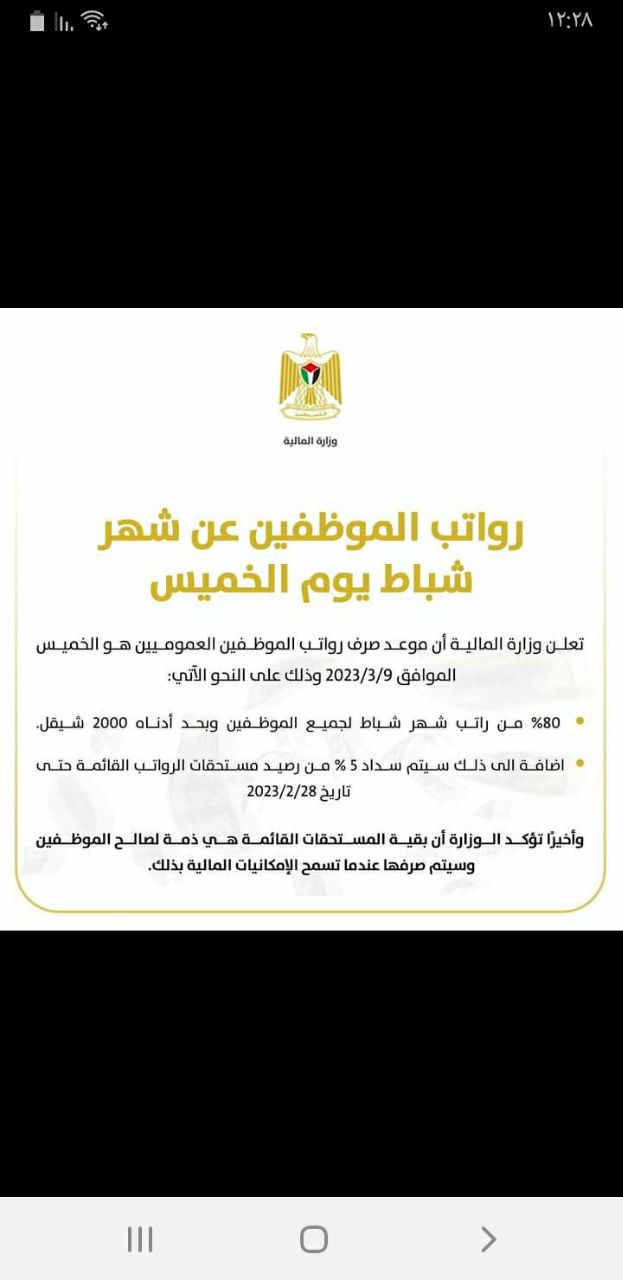 ١٢:٢٨
وزارة المالية
رواتب الموظفين عن شهر
شباط يوم الخميس
تعلن وزارة المالية أن موعد صرف رواتب الموظفين العموميين هو الخميس
الموافق 2023/3/9 وذلك على النحو الآتي:
• 80% من راتب شهر شباط لجميع الموظفين وبحد أدناه 2000 شيقل.
• اضافة الى ذلك سيتم سداد 5 % من رصيد مستحقات الرواتب القائمة حتى
تاريخ 2023/2/28
وأخيرًا تؤكد الوزارة أن بقية المستحقات القائمة هي ذمة لصالح الموظفين
وسيتم صرفها عندما تسمح الإمكانيات المالية بذلك.